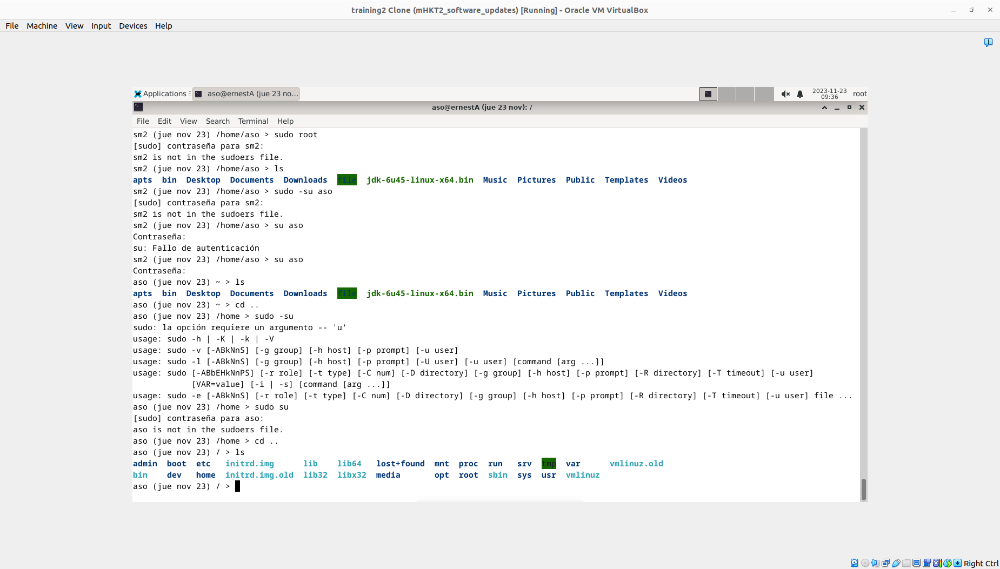 training2 Clone (mHKT2_software_updates) [Running] - Oracle VM VirtualBox
File Machine View Input Devices Help
Applications aso@ernestA (jue 23 no... 2023-11-23 09:36 root
aso@ernestA (jue 23 nov): /
File Edit View Search Terminal Help
sm2 (jue nov 23) /home/aso > sudo root
[sudo] contraseña para sm2:
sm2 is not in the sudoers file.
sm2 (jue nov 23) /home/aso > ls
apts bin Desktop Documents Downloads file jdk-6u45-linux-x64.bin Music Pictures Public Templates Videos
sm2 (jue nov 23) /home/aso > sudo -su aso
[sudo] contraseña para sm2:
sm2 is not in the sudoers file.
sm2 (jue nov 23) /home/aso > su aso
Contraseña:
su: Fallo de autenticación
sm2 (jue nov 23) /home/aso > su aso
Contraseña:
aso (jue nov 23) ~ > ls
apts bin Desktop Documents Downloads file jdk-6u45-linux-x64.bin Music Pictures Public Templates Videos
aso (jue nov 23) ~ > cd ..
aso (jue nov 23) /home > sudo -su
sudo: la opción requiere un argumento -- 'u'
usage: sudo -h | -K | -k | -V
usage: sudo -v [-ABkNnS] [-g group] [-h host] [-p prompt] [-u user]
usage: sudo -l [-ABkNnS] [-g group] [-h host] [-p prompt] [-U user] [-u user] [command [arg ...]]
usage: sudo [-ABbEHkNnPS] [-r role] [-t type] [-C num] [-D directory] [-g group] [-h host] [-p prompt] [-R directory] [-T timeout] [-u user]
[VAR=value] [-i | -s] [command [arg ...]]
usage: sudo -e [-ABkNnS] [-r role] [-t type] [-C num] [-D directory] [-g group] [-h host] [-p prompt] [-R directory] [-T timeout] [-u user] file ...
aso (jue nov 23) /home > sudo su
[sudo] contraseña para aso:
aso is not in the sudoers file.
aso (jue nov 23) /home > cd ..
aso (jue nov 23) / > ls
admin boot etc initrd.img lib lib64 lost+found mnt proc run srv tmp var vmlinuz.old
bin dev home initrd.img.old lib32 libx32 media opt root sbin sys usr vmlinuz
aso (jue nov 23) / >
Right Ctrl